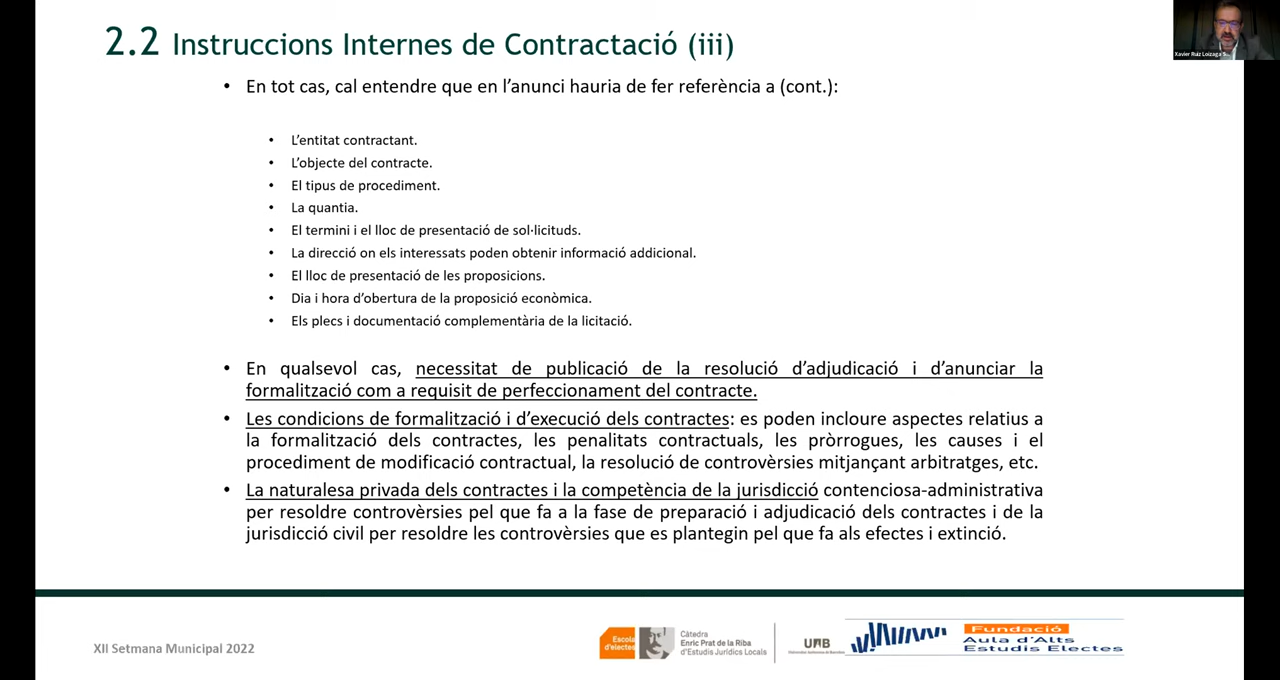 2.2 Instruccions Internes de Contractació (iii)
Xavier Ruiz Loizaga
• En tot cas, cal entendre que en l’anunci hauria de fer referència a (cont.):
• L’entitat contractant.
• L’objecte del contracte.
• El tipus de procediment.
• La quantia.
• El termini i el lloc de presentació de sol·licituds.
• La direcció on els interessats poden obtenir informació addicional.
• El lloc de presentació de les proposicions.
• Dia i hora d’obertura de la proposició econòmica.
• Els plecs i documentació complementària de la licitació.
• En qualsevol cas, necessitat de publicació de la resolució d’adjudicació i d’anunciar la
formalització com a requisit de perfeccionament del contracte.
• Les condicions de formalització i d’execució dels contractes: es poden incloure aspectes relatius a
la formalització dels contractes, les penalitats contractuals, les pròrrogues, les causes i el
procediment de modificació contractual, la resolució de controvèrsies mitjançant arbitratges, etc.
• La naturalesa privada dels contractes i la competència de la jurisdicció contenciosa-administrativa
per resoldre controvèrsies pel que fa a la fase de preparació i adjudicació dels contractes i de la
jurisdicció civil per resoldre les controvèrsies que es plantegin pel que fa als efectes i extinció.
XII Setmana Municipal 2022
Escola
d'electes
Càtedra
Enric Prat de la Riba
d'Estudis Jurídics Locals
UAB
Universitat Autònoma de Barcelona
Fundació
Aula d'Alts
Estudis Electes